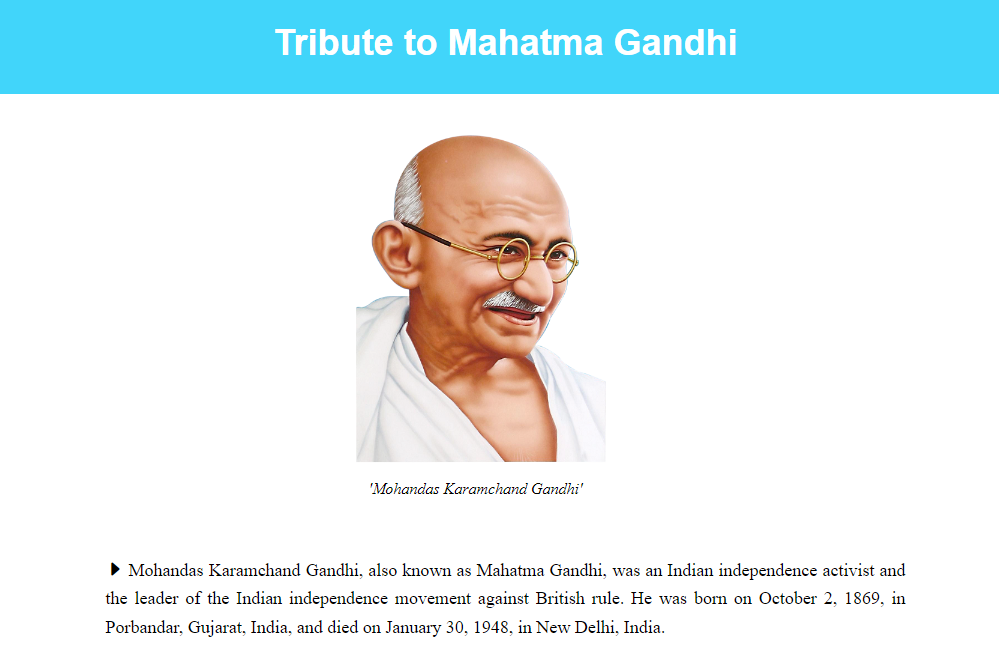 Tribute to Mahatma Gandhi
'Mohandas Karamchand Gandhi'
Mohandas Karamchand Gandhi, also known as Mahatma Gandhi, was an Indian independence activist and
the leader of the Indian independence movement against British rule. He was born on October 2, 1869, in
Porbandar, Gujarat, India, and died on January 30, 1948, in New Delhi, India.